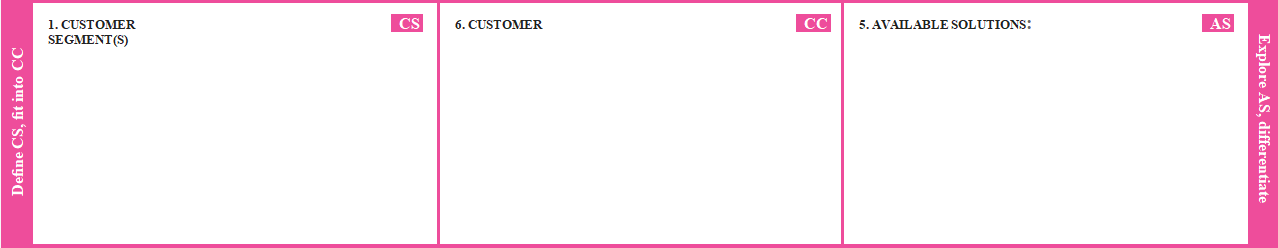 Define CS, fit into CC
1. CUSTOMER
SEGMENT(S)
CS
6. CUSTOMER
CC
5. AVAILABLE SOLUTIONS:
AS
Explore AS, differentiate